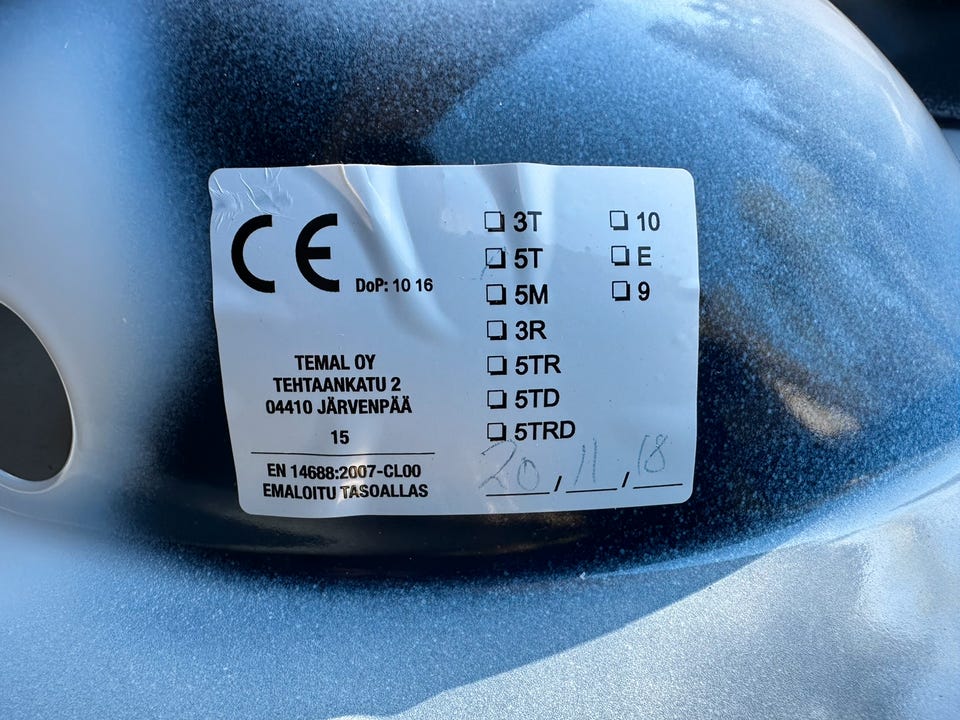 CE DoP: 10 16
TEMAL OY
TEHTAANKATU 2
04410 JÄRVENPÄÄ
15
EN 14688:2007-CL00
EMALOITU TASOALLAS
☐ 3T ☐ 10
☐ 5T ☐ E
☐ 5M ☐ 9
☐ 3R
☐ 5TR
☐ 5TD
☐ 5TRD
20, 11, 18